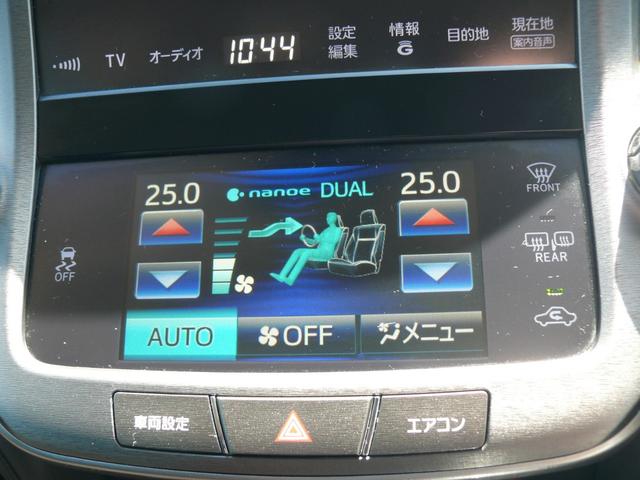 TV オーディオ 10:44 設定 編集 情報 G 目的地 現在地 案内音声
25.0 nanoe DUAL 25.0
FRONT
REAR
OFF
AUTO OFF メニュー
車両設定 エアコン